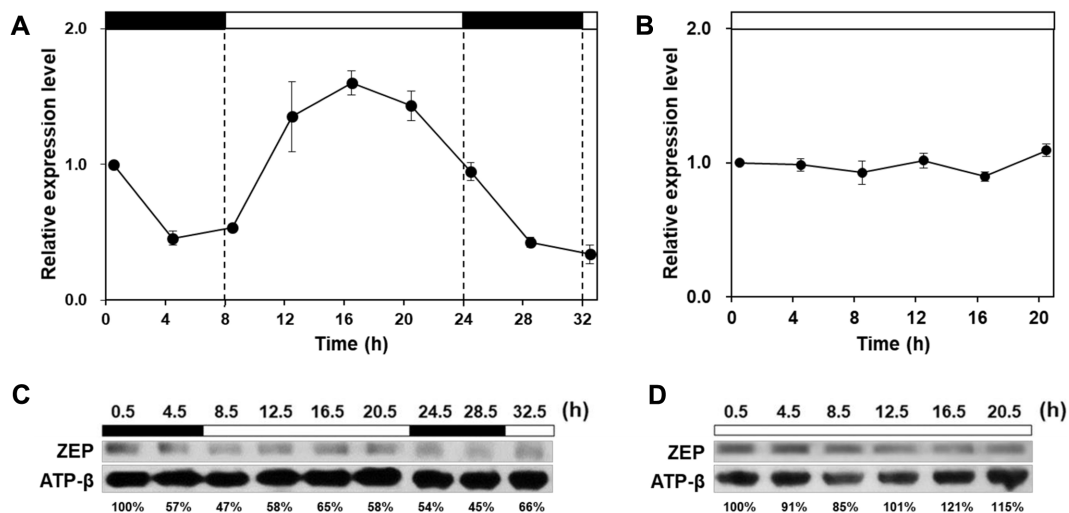 A
Relative expression level
2.0
1.0
0.0
0 4 8 12 16 20 24 28 32
Time (h)
B
Relative expression level
2.0
1.0
0.0
0 4 8 12 16 20
Time (h)
C
0.5 4.5 8.5 12.5 16.5 20.5 24.5 28.5 32.5 (h)
ZEP
ATP-β
100% 57% 47% 58% 65% 58% 54% 45% 66%
D
0.5 4.5 8.5 12.5 16.5 20.5 (h)
ZEP
ATP-β
100% 91% 85% 101% 121% 115%